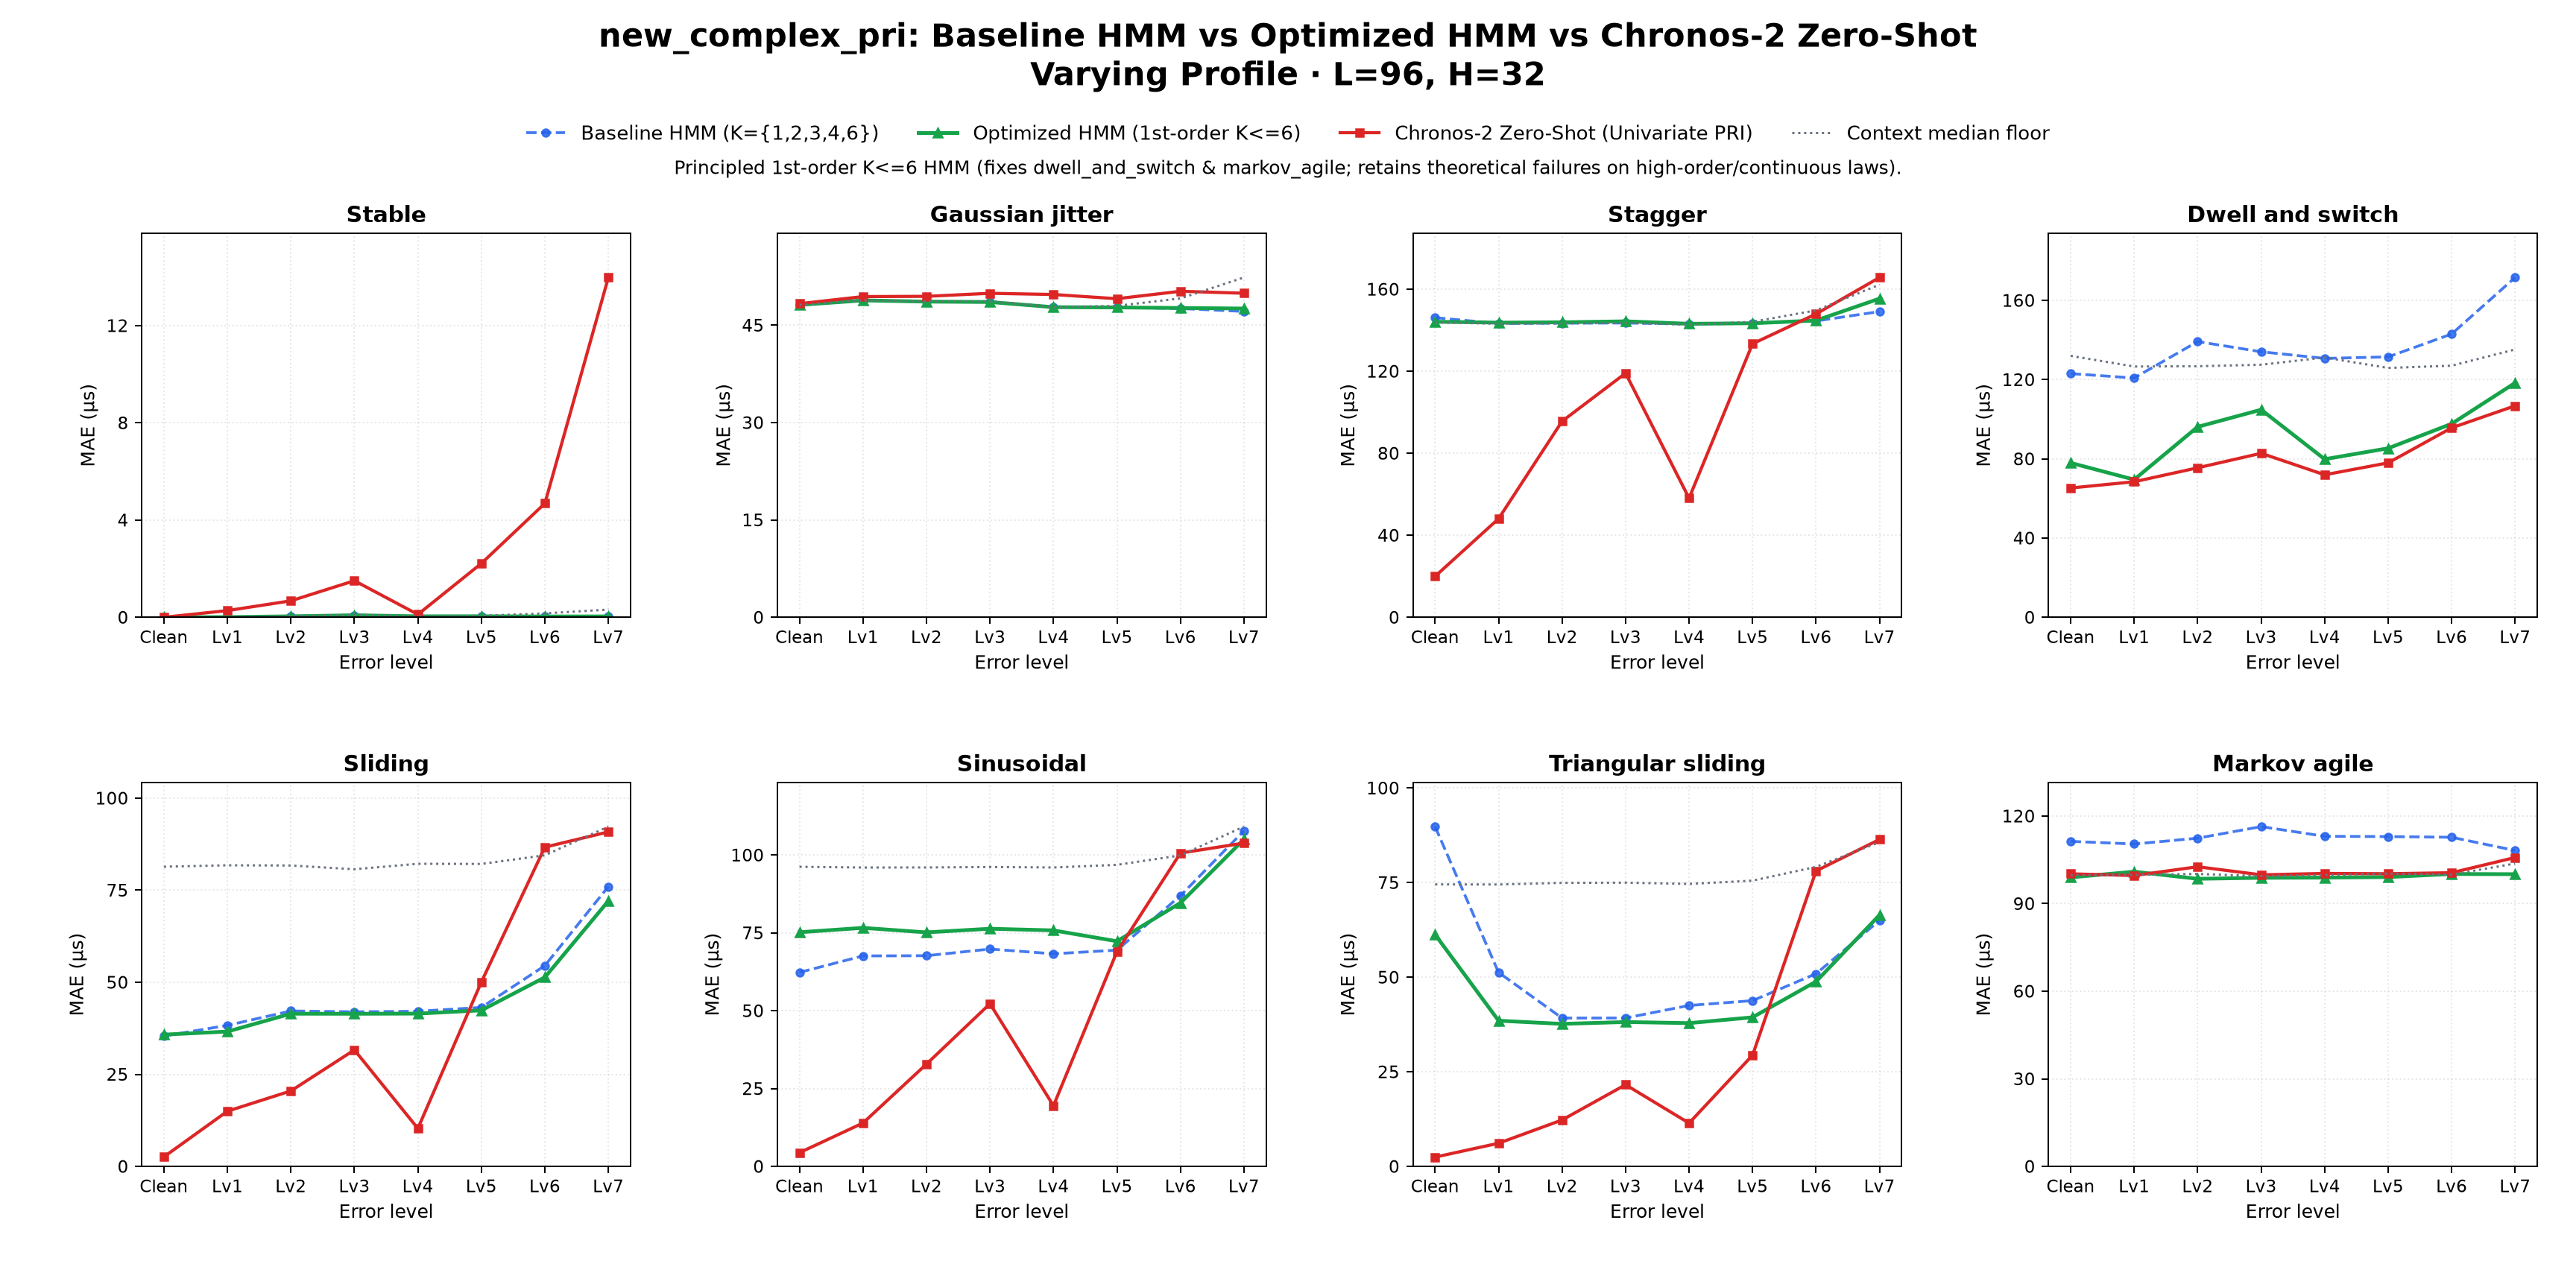 new_complex_pri: Baseline HMM vs Optimized HMM vs Chronos-2 Zero-Shot
Varying Profile · L=96, H=32
Baseline HMM (K={1,2,3,4,6}) Optimized HMM (1st-order K<=6) Chronos-2 Zero-Shot (Univariate PRI) Context median floor
Principled 1st-order K<=6 HMM (fixes dwell_and_switch & markov_agile; retains theoretical failures on high-order/continuous laws).
Stable
MAE (µs)
12
8
4
0
Clean Lv1 Lv2 Lv3 Lv4 Lv5 Lv6 Lv7
Error level
Gaussian jitter
MAE (µs)
45
30
15
0
Clean Lv1 Lv2 Lv3 Lv4 Lv5 Lv6 Lv7
Error level
Stagger
MAE (µs)
160
120
80
40
0
Clean Lv1 Lv2 Lv3 Lv4 Lv5 Lv6 Lv7
Error level
Dwell and switch
MAE (µs)
160
120
80
40
0
Clean Lv1 Lv2 Lv3 Lv4 Lv5 Lv6 Lv7
Error level
Sliding
MAE (µs)
100
75
50
25
0
Clean Lv1 Lv2 Lv3 Lv4 Lv5 Lv6 Lv7
Error level
Sinusoidal
MAE (µs)
100
75
50
25
0
Clean Lv1 Lv2 Lv3 Lv4 Lv5 Lv6 Lv7
Error level
Triangular sliding
MAE (µs)
100
75
50
25
0
Clean Lv1 Lv2 Lv3 Lv4 Lv5 Lv6 Lv7
Error level
Markov agile
MAE (µs)
120
90
60
30
0
Clean Lv1 Lv2 Lv3 Lv4 Lv5 Lv6 Lv7
Error level